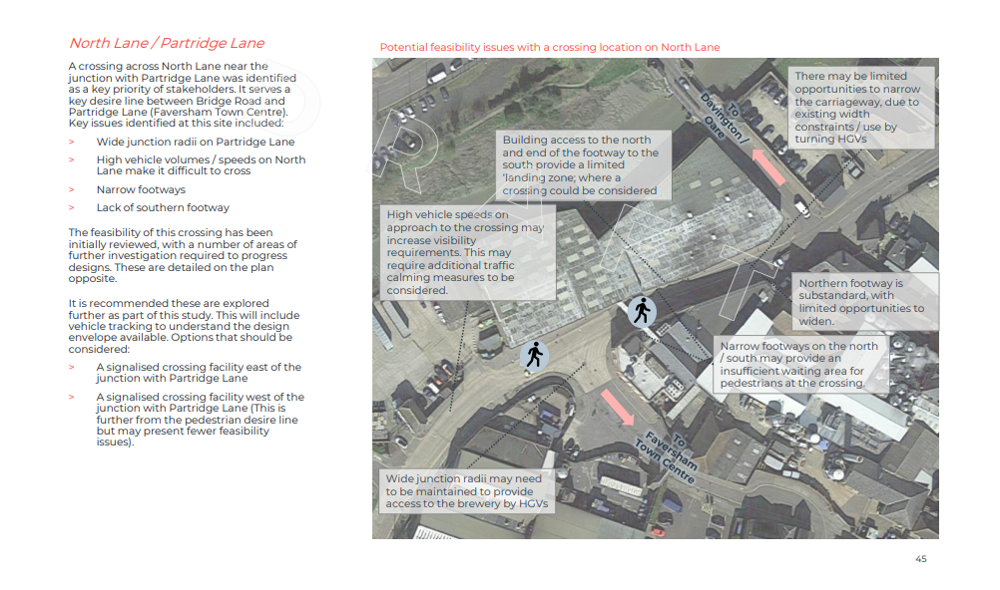 North Lane / Partridge Lane
A crossing across North Lane near the
junction with Partridge Lane was identified
as a key priority of stakeholders. It serves a
key desire line between Bridge Road and
Partridge Lane (Faversham Town Centre).
Key issues identified at this site included:
> Wide junction radii on Partridge Lane
> High vehicle volumes / speeds on North
Lane make it difficult to cross
> Narrow footways
> Lack of southern footway
The feasibility of this crossing has been
initially reviewed, with a number of areas of
further investigation required to progress
designs. These are detailed on the plan
opposite.
It is recommended these are explored
further as part of this study. This will include
vehicle tracking to understand the design
envelope available. Options that should be
considered:
> A signalised crossing facility east of the
junction with Partridge Lane
> A signalised crossing facility west of the
junction with Partridge Lane (This is
further from the pedestrian desire line
but may present fewer feasibility
issues).
Potential feasibility issues with a crossing location on North Lane
There may be limited
opportunities to narrow
the carriageway, due to
existing width
constraints / use by
turning HGVs
To
Davington /
Oare
Building access to the north
and end of the footway to the
south provide a limited
'landing zone; where a
crossing could be considered
High vehicle speeds on
approach to the crossing may
increase visibility
requirements. This may
require additional traffic
calming measures to be
considered.
Northern footway is
substandard, with
limited opportunities to
widen.
Narrow footways on the north
/ south may provide an
insufficient waiting area for
pedestrians at the crossing.
To
Faversham
Town Centre
Wide junction radii may need
to be maintained to provide
access to the brewery by HGVs
45